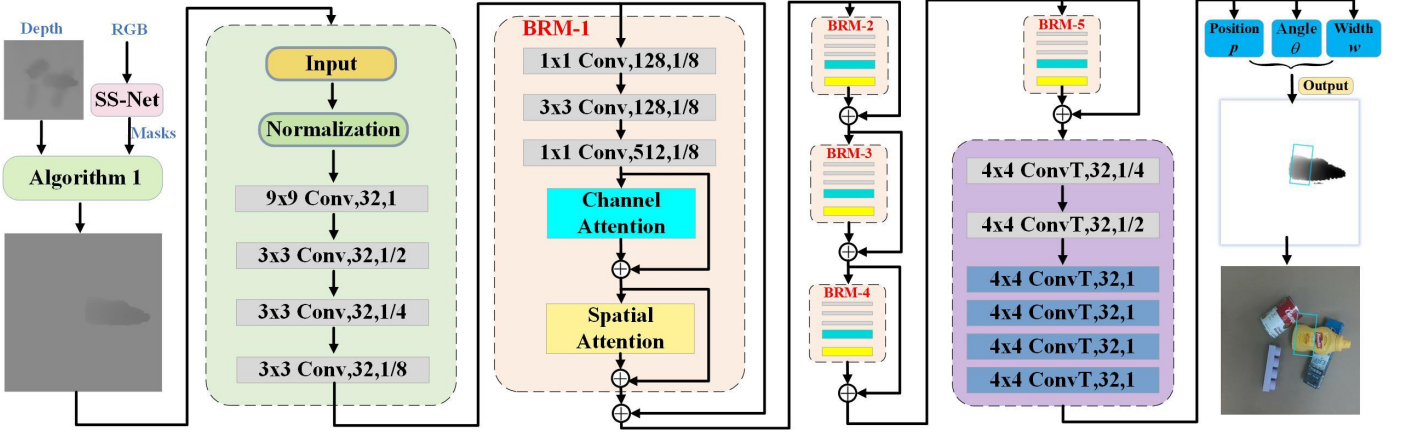 Depth
RGB
SS-Net
Masks
Algorithm 1
Input
Normalization
9x9 Conv,32,1
3x3 Conv,32,1/2
3x3 Conv,32,1/4
3x3 Conv,32,1/8
BRM-1
1x1 Conv,128,1/8
3x3 Conv,128,1/8
1x1 Conv,512,1/8
Channel
Attention
Spatial
Attention
BRM-2
BRM-3
BRM-4
BRM-5
4x4 ConvT,32,1/4
4x4 ConvT,32,1/2
4x4 ConvT,32,1
4x4 ConvT,32,1
4x4 ConvT,32,1
4x4 ConvT,32,1
Position
p
Angle
θ
Width
w
Output